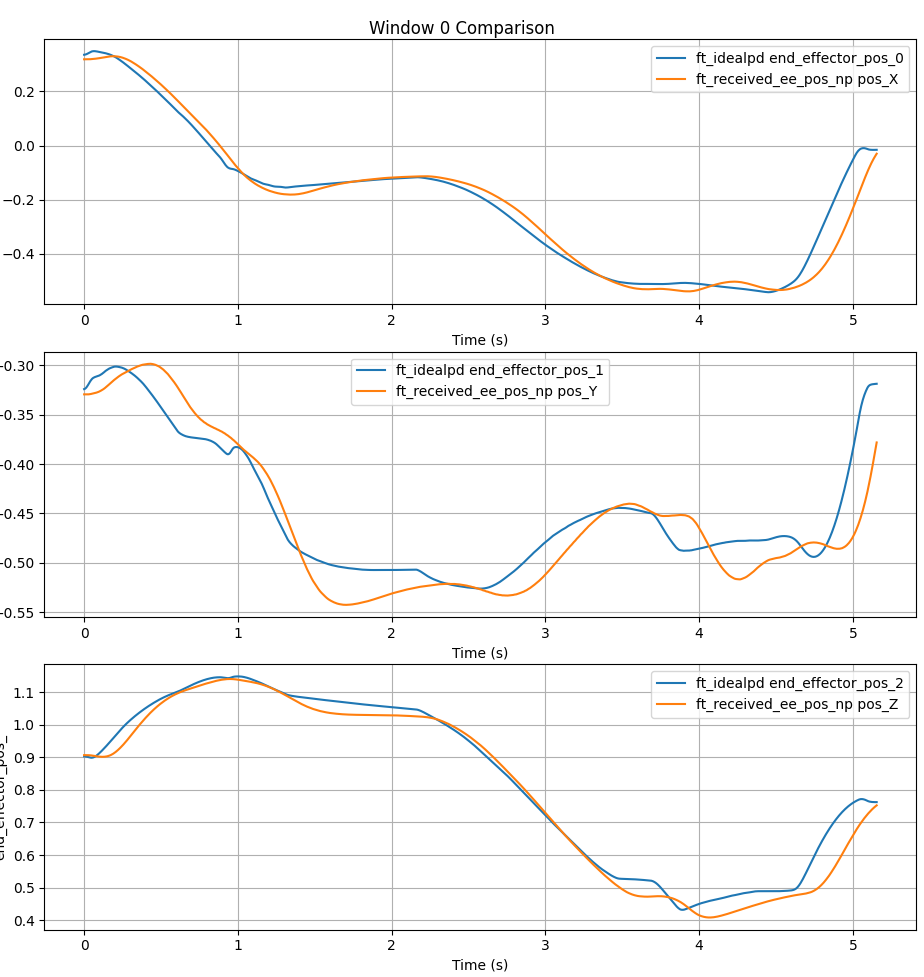 Window 0 Comparison
ft_idealpd end_effector_pos_0
ft_received_ee_pos_np pos_X
0.2
0.0
−0.2
−0.4
0 1 2 3 4 5
Time (s)
ft_idealpd end_effector_pos_1
ft_received_ee_pos_np pos_Y
−0.30
−0.35
−0.40
−0.45
−0.50
−0.55
0 1 2 3 4 5
Time (s)
ft_idealpd end_effector_pos_2
ft_received_ee_pos_np pos_Z
1.1
1.0
0.9
0.8
0.7
0.6
0.5
0.4
end_effector_pos_
0 1 2 3 4 5
Time (s)